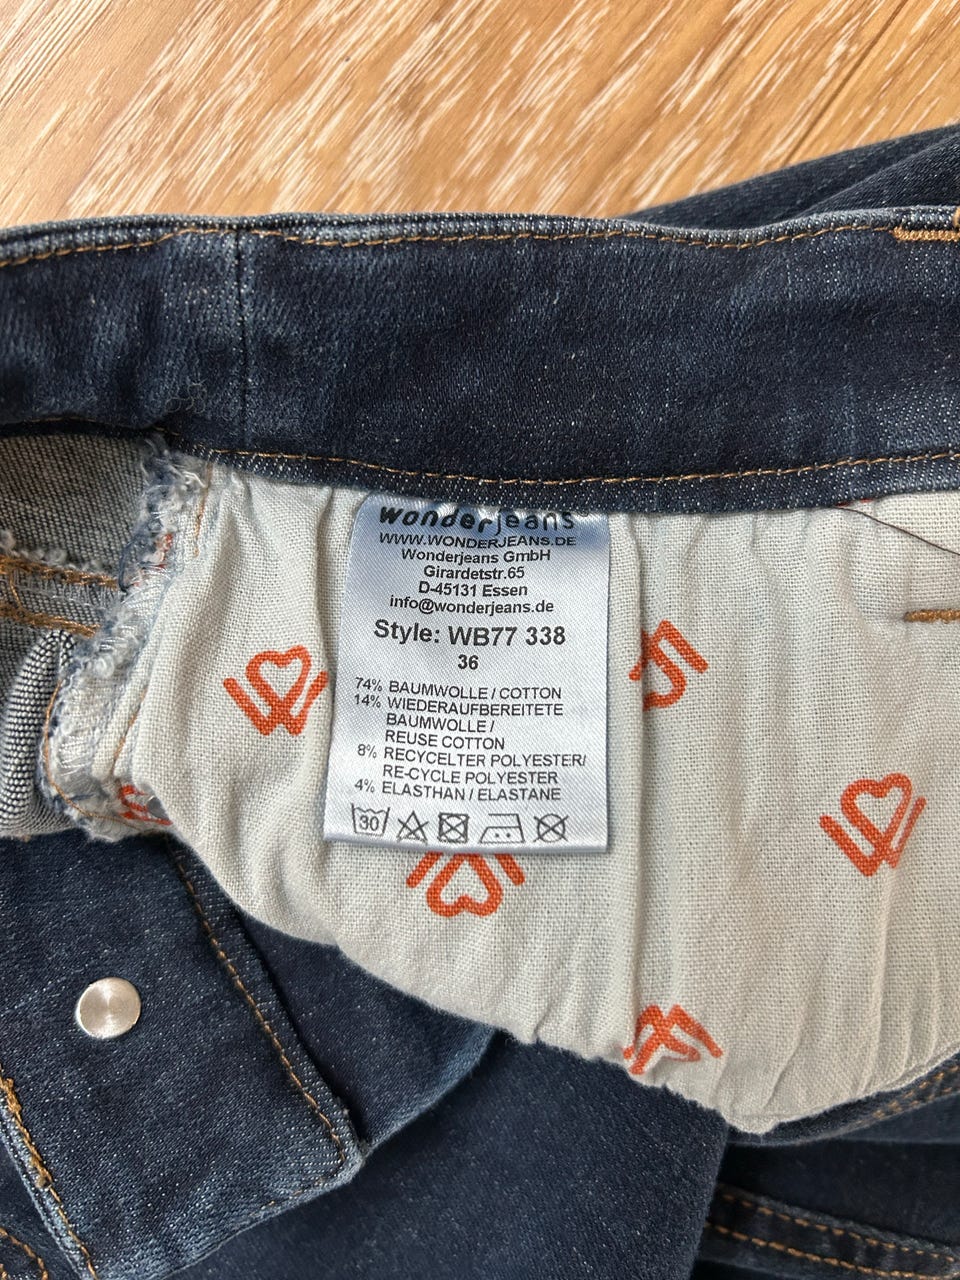 wonderjeans®
WWW.WONDERJEANS.DE
Wonderjeans GmbH
Girardetstr.65
D-45131 Essen
info@wonderjeans.de
Style: WB77 338
36
74% BAUMWOLLE / COTTON
14% WIEDERAUFBEREITETE
BAUMWOLLE /
REUSE COTTON
8% RECYCELTER POLYESTER/
RE-CYCLE POLYESTER
4% ELASTHAN / ELASTANE
30